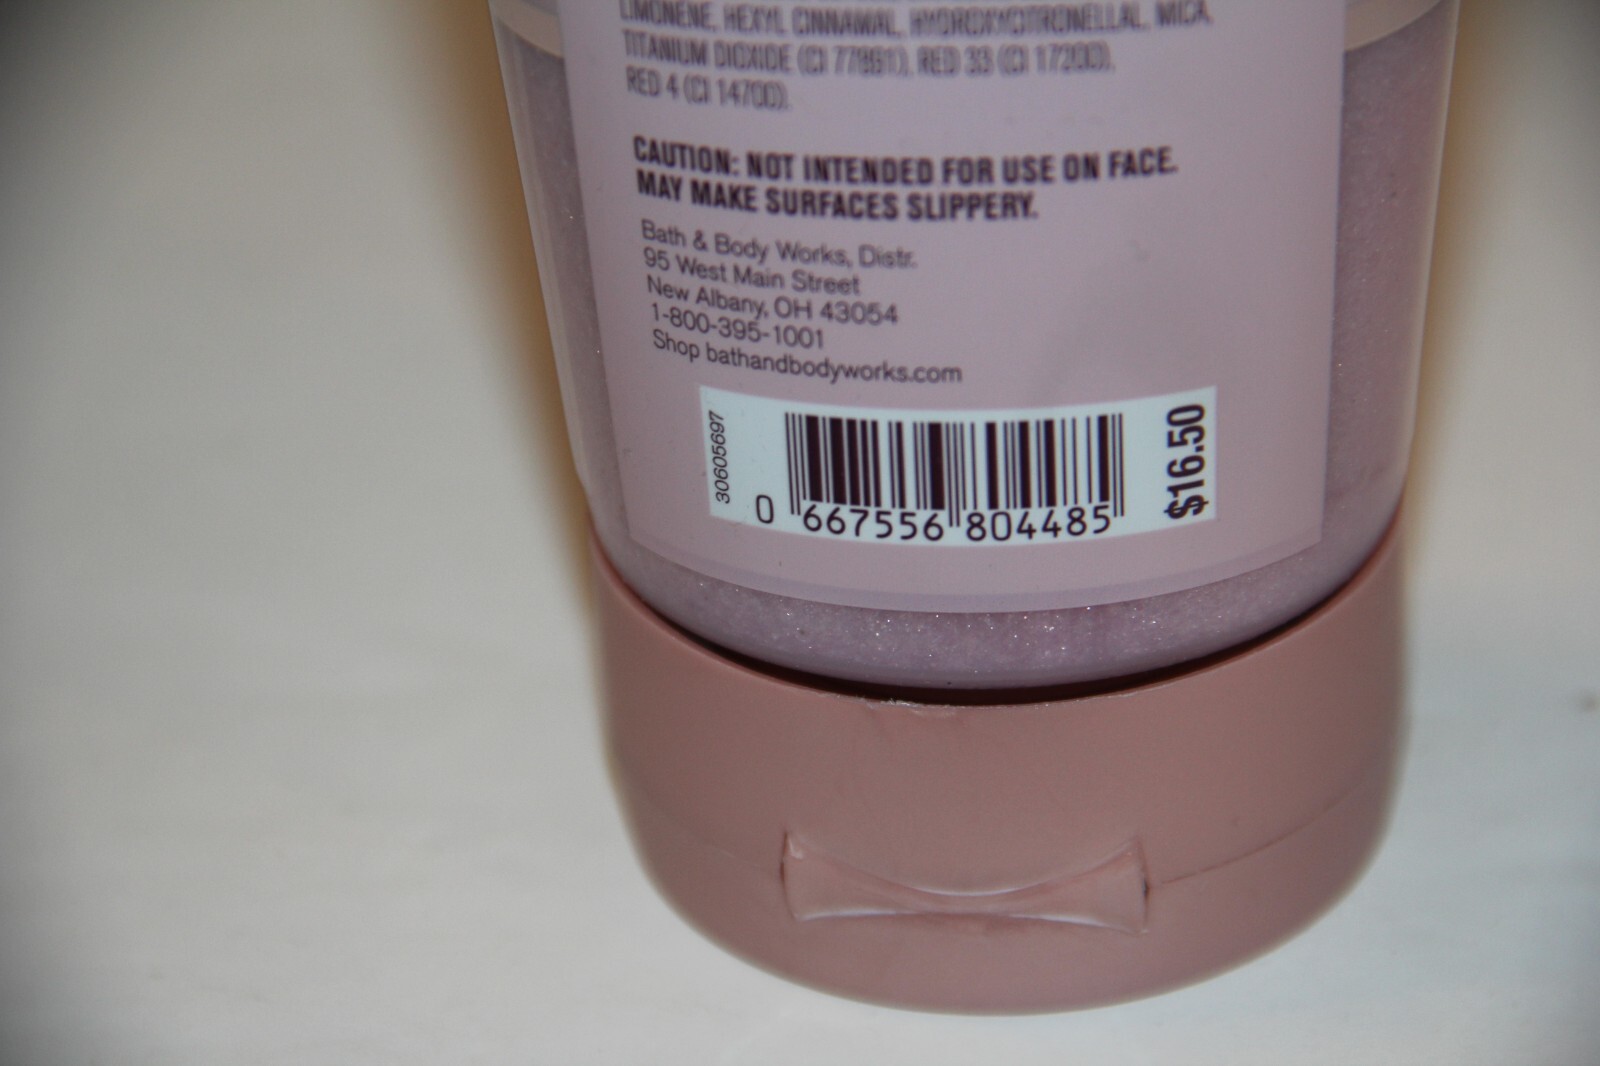 LIMONENE, HEXYL CINNAMAL, HYDROXYCITRONELLAL, MICA,
TITANIUM DIOXIDE (CI 77891), RED 33 (CI 17200),
RED 4 (CI 14700).
CAUTION: NOT INTENDED FOR USE ON FACE.
MAY MAKE SURFACES SLIPPERY.
Bath & Body Works, Distr.
95 West Main Street
New Albany, OH 43054
1-800-395-1001
Shop bathandbodyworks.com
30605697
0 667556 804485
$16.50